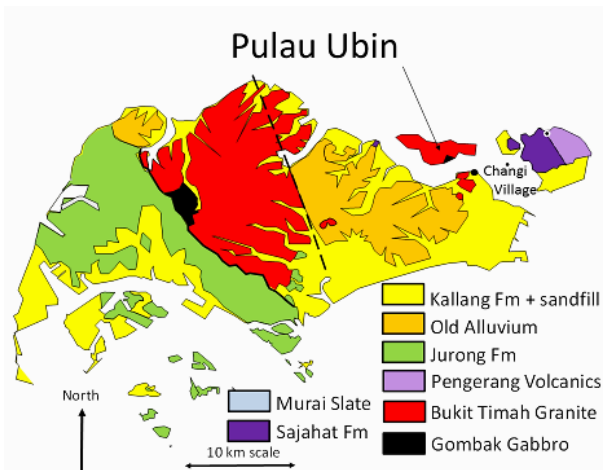 Pulau Ubin
Changi
Village
Kallang Fm + sandfill
Old Alluvium
Jurong Fm
Pengerang Volcanics
Bukit Timah Granite
Gombak Gabbro
Murai Slate
Sajahat Fm
North
10 km scale